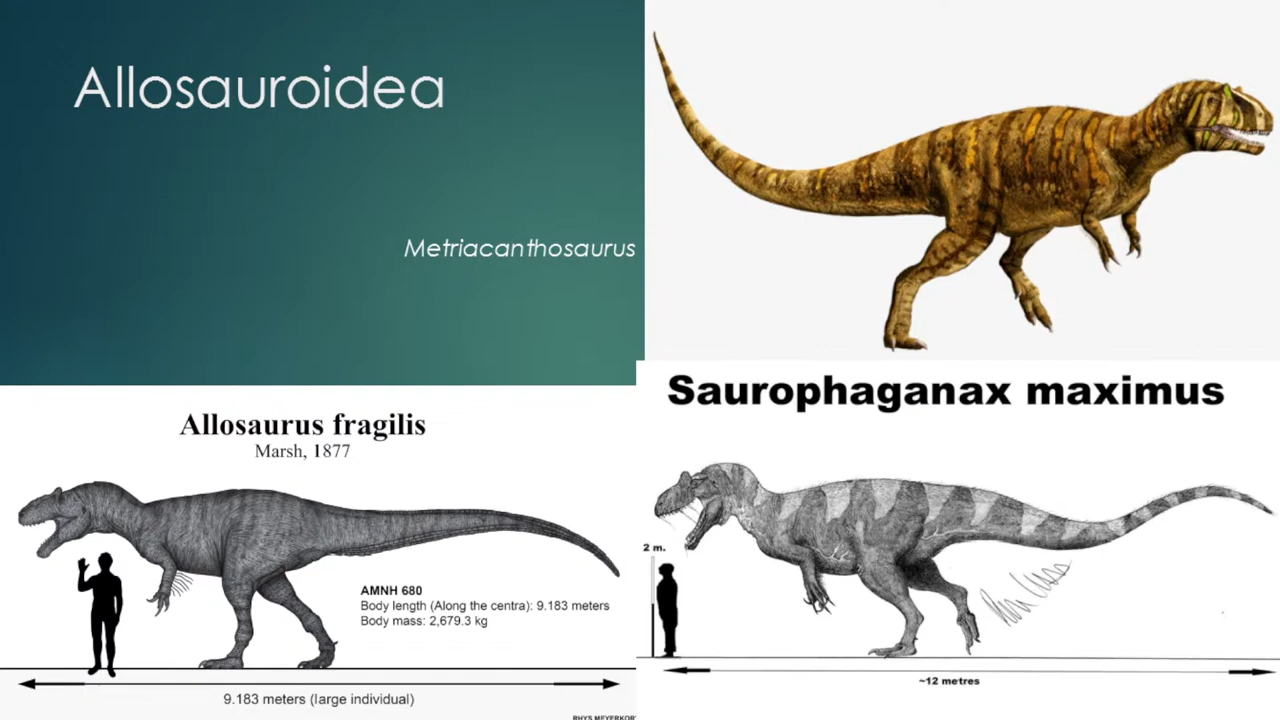 Allosauroidea
Metriacanthosaurus
Allosaurus fragilis
Marsh, 1877
AMNH 680
Body length (Along the centra): 9.183 meters
Body mass: 2,679.3 kg
9.183 meters (large individual)
Saurophaganax maximus
2 m.
~12 metres